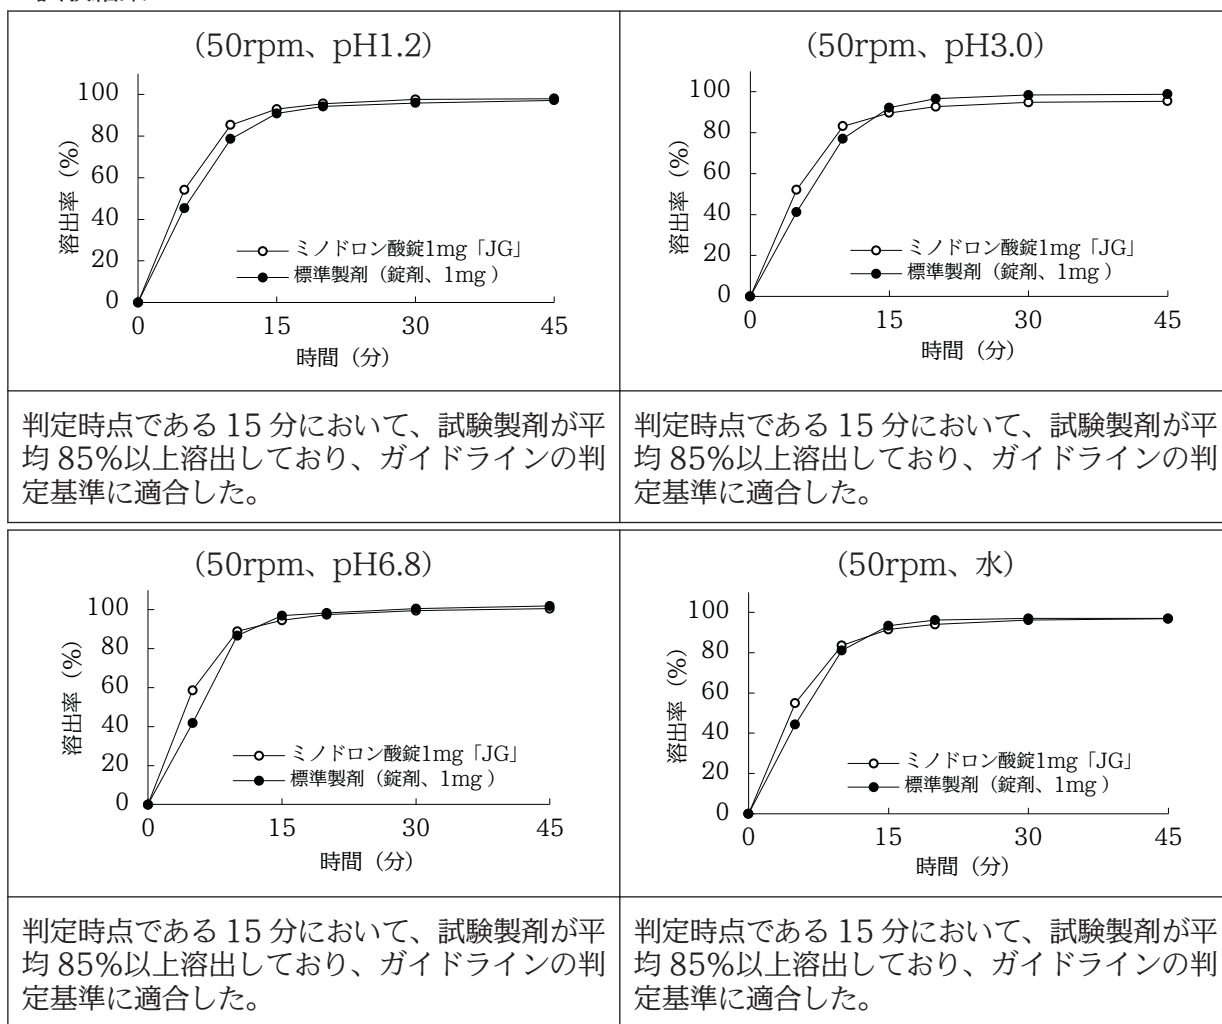 (50rpm、pH1.2)
溶出率 (%)
100
80
60
40
20
0
ミノドロン酸錠1mg「JG」
標準製剤 (錠剤、1mg )
0 15 30 45
時間 (分)
(50rpm、pH3.0)
溶出率 (%)
100
80
60
40
20
0
ミノドロン酸錠1mg「JG」
標準製剤 (錠剤、1mg )
0 15 30 45
時間 (分)
判定時点である 15 分において、試験製剤が平
均 85%以上溶出しており、ガイドラインの判
定基準に適合した。
判定時点である 15 分において、試験製剤が平
均 85%以上溶出しており、ガイドラインの判
定基準に適合した。
(50rpm、pH6.8)
溶出率 (%)
100
80
60
40
20
0
ミノドロン酸錠1mg「JG」
標準製剤 (錠剤、1mg )
0 15 30 45
時間 (分)
(50rpm、水)
溶出率 (%)
100
80
60
40
20
0
ミノドロン酸錠1mg「JG」
標準製剤 (錠剤、1mg )
0 15 30 45
時間 (分)
判定時点である 15 分において、試験製剤が平
均 85%以上溶出しており、ガイドラインの判
定基準に適合した。
判定時点である 15 分において、試験製剤が平
均 85%以上溶出しており、ガイドラインの判
定基準に適合した。